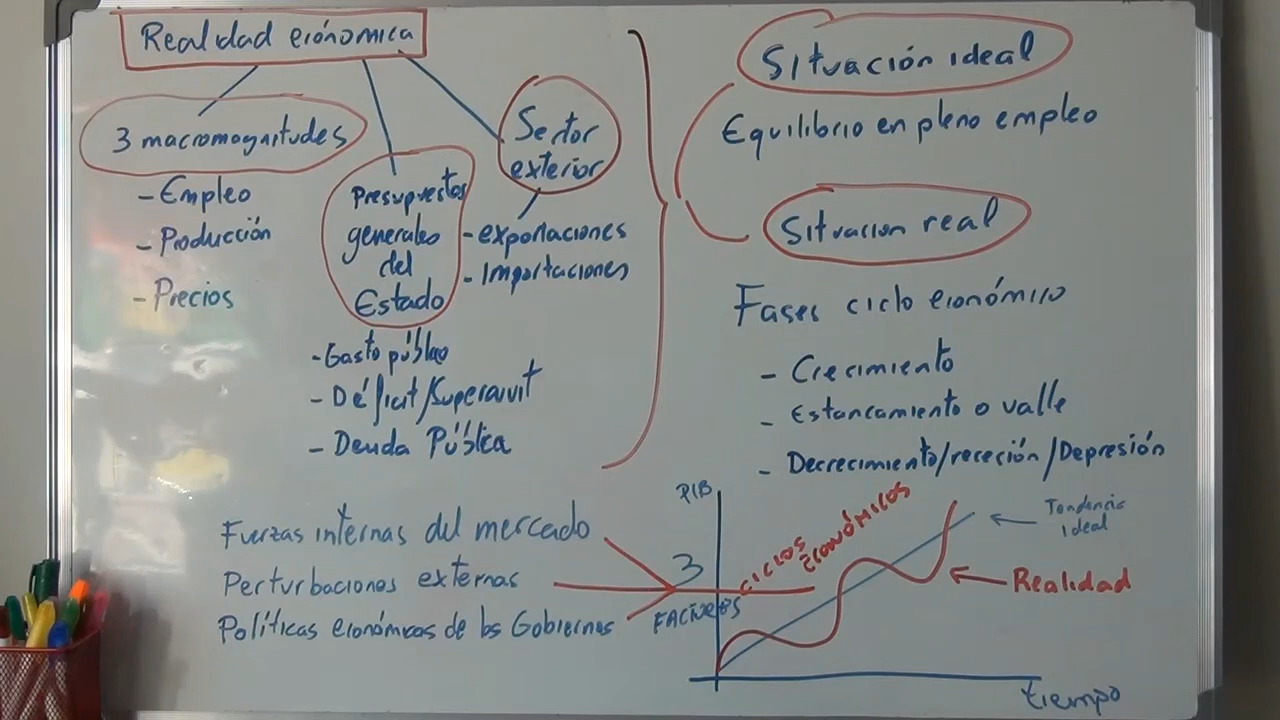 Realidad económica
3 macromagnitudes
- Empleo
- Producción
- Precios
Presupuestos
generales
del
Estado
- Gasto público
- Déficit/Superavit
- Deuda Pública
Sector
exterior
- exportaciones
- Importaciones
Situación ideal
Equilibrio en pleno empleo
Situacion real
Fases ciclo económico
- Crecimiento
- Estancamiento o valle
- Decrecimiento/receción/Depresión
Fuerzas internas del mercado
Perturbaciones externas
Políticas económicas de los Gobiernos
3
FACTORES
PIB
CICLOS
ECONÓMICOS
Tendencia
ideal
Realidad
tiempo